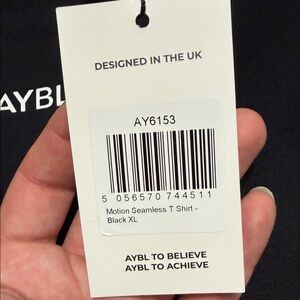 DESIGNED IN THE UK
AYBL
AY6153
5 056570 744511
Motion Seamless T Shirt -
Black XL
AYBL TO BELIEVE
AYBL TO ACHIEVE